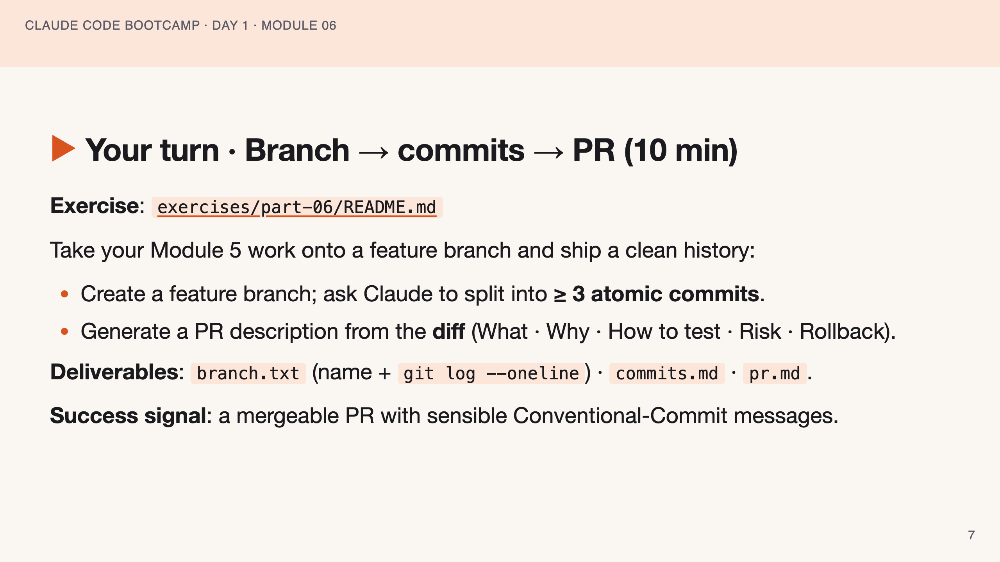 CLAUDE CODE BOOTCAMP · DAY 1 · MODULE 06
▶ Your turn · Branch → commits → PR (10 min)
Exercise: exercises/part-06/README.md
Take your Module 5 work onto a feature branch and ship a clean history:
• Create a feature branch; ask Claude to split into ≥ 3 atomic commits.
• Generate a PR description from the diff (What · Why · How to test · Risk · Rollback).
Deliverables: branch.txt (name + git log --oneline) · commits.md · pr.md.
Success signal: a mergeable PR with sensible Conventional-Commit messages.
7